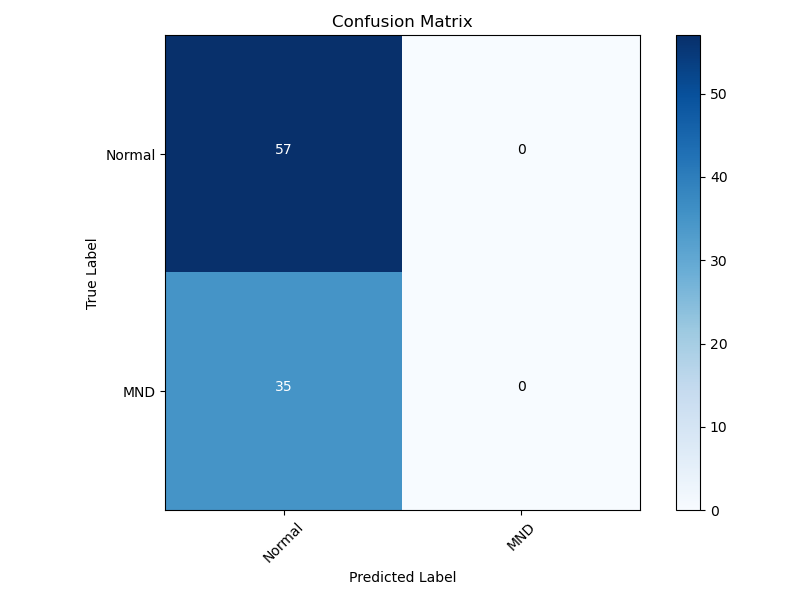 Confusion Matrix
True Label
Normal
57
0
MND
35
0
Normal
MND
Predicted Label
50
40
30
20
10
0